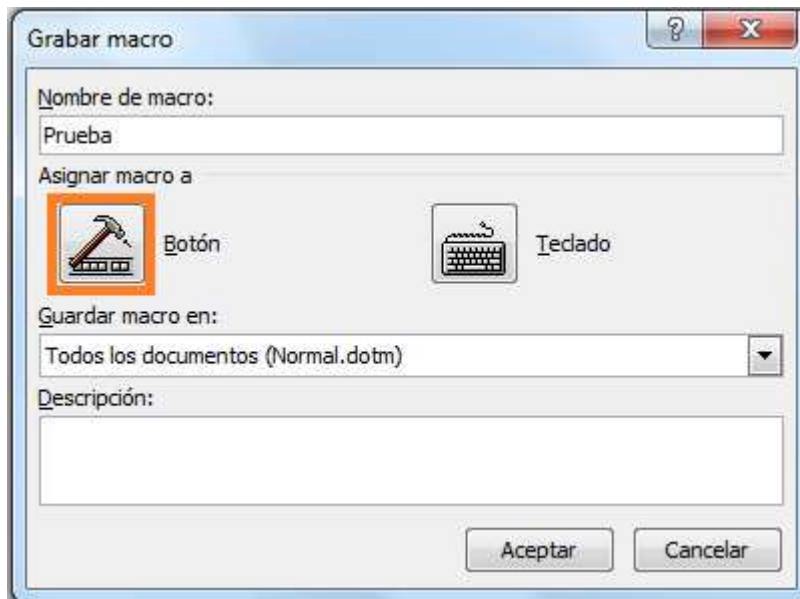 Grabar macro
Nombre de macro:
Prueba
Asignar macro a
Botón
Teclado
Guardar macro en:
Todos los documentos (Normal.dotm)
Descripción:
Aceptar
Cancelar